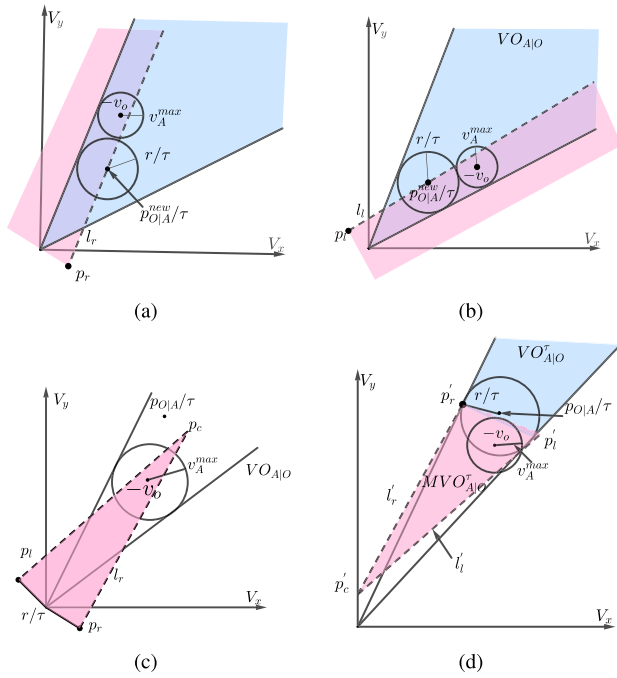 V_y
-v_o
v_A^{max}
r/τ
p_{O|A}^{new}/τ
l_r
p_r
V_x
(a)
V_y
VO_{A|O}
r/τ
v_A^{max}
-v_o
p_{O|A}^{new}/τ
l_l
p_l
V_x
(b)
V_y
p_{O|A}/τ
p_c
v_A^{max}
VO_{A|O}
-v_o
p_l
l_r
r/τ
p_r
V_x
(c)
V_y
VO_{A|O}^τ
p_r'
r/τ
p_{O|A}/τ
-v_o
p_l'
v_A^{max}
MVO_{A|O}^τ
l_r'
l_l'
p_c'
V_x
(d)